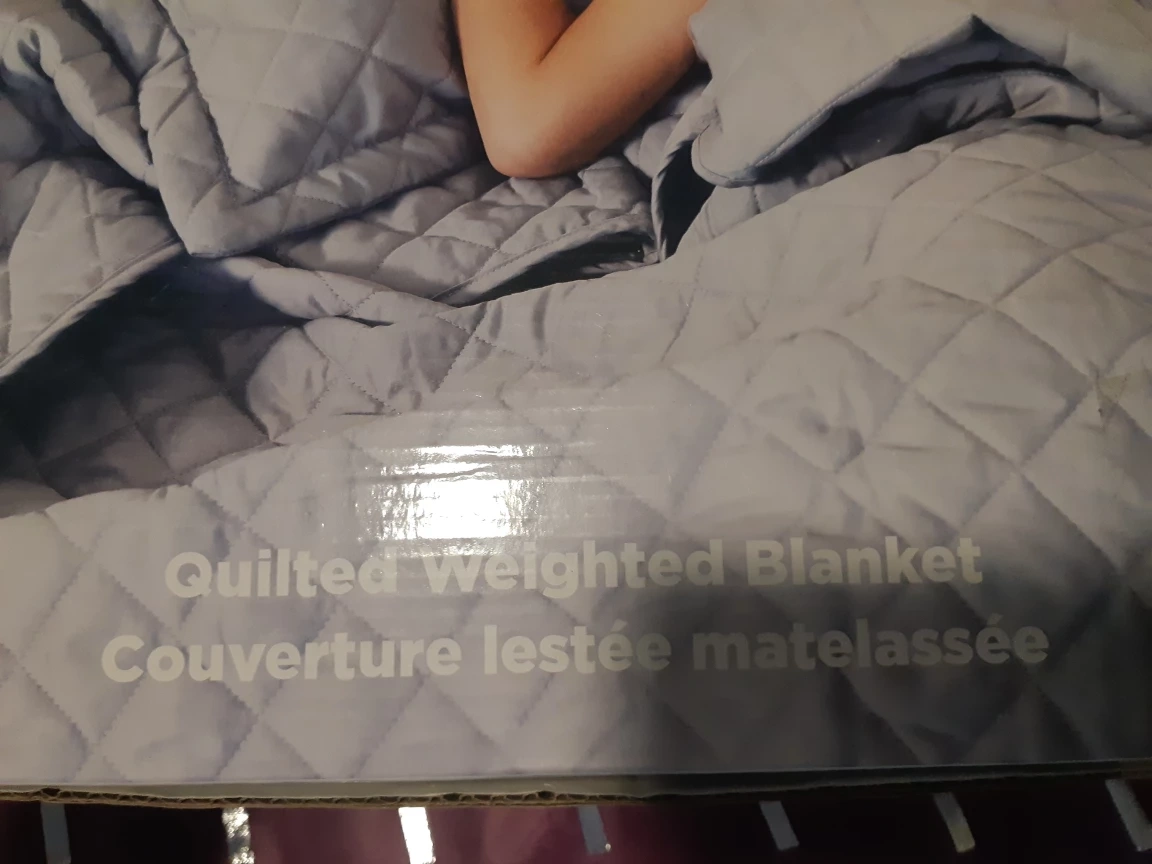 Quilted Weighted Blanket
Couverture lestée matelassée